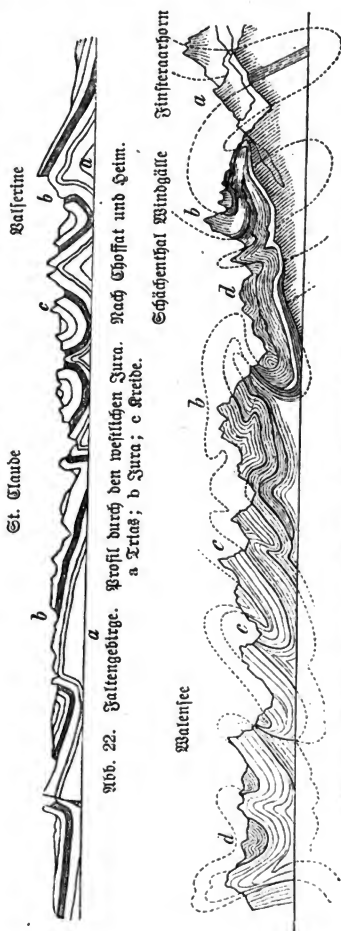 St. Claude Valserine
b c b
a a
Abb. 22. Faltengebirge. Profil durch den westlichen Jura. Nach Choffat und Heim.
a Trias; b Jura; c Kreide.
Walensee Schächenthal Windgälle Finsteraarhorn
d c c b d b a